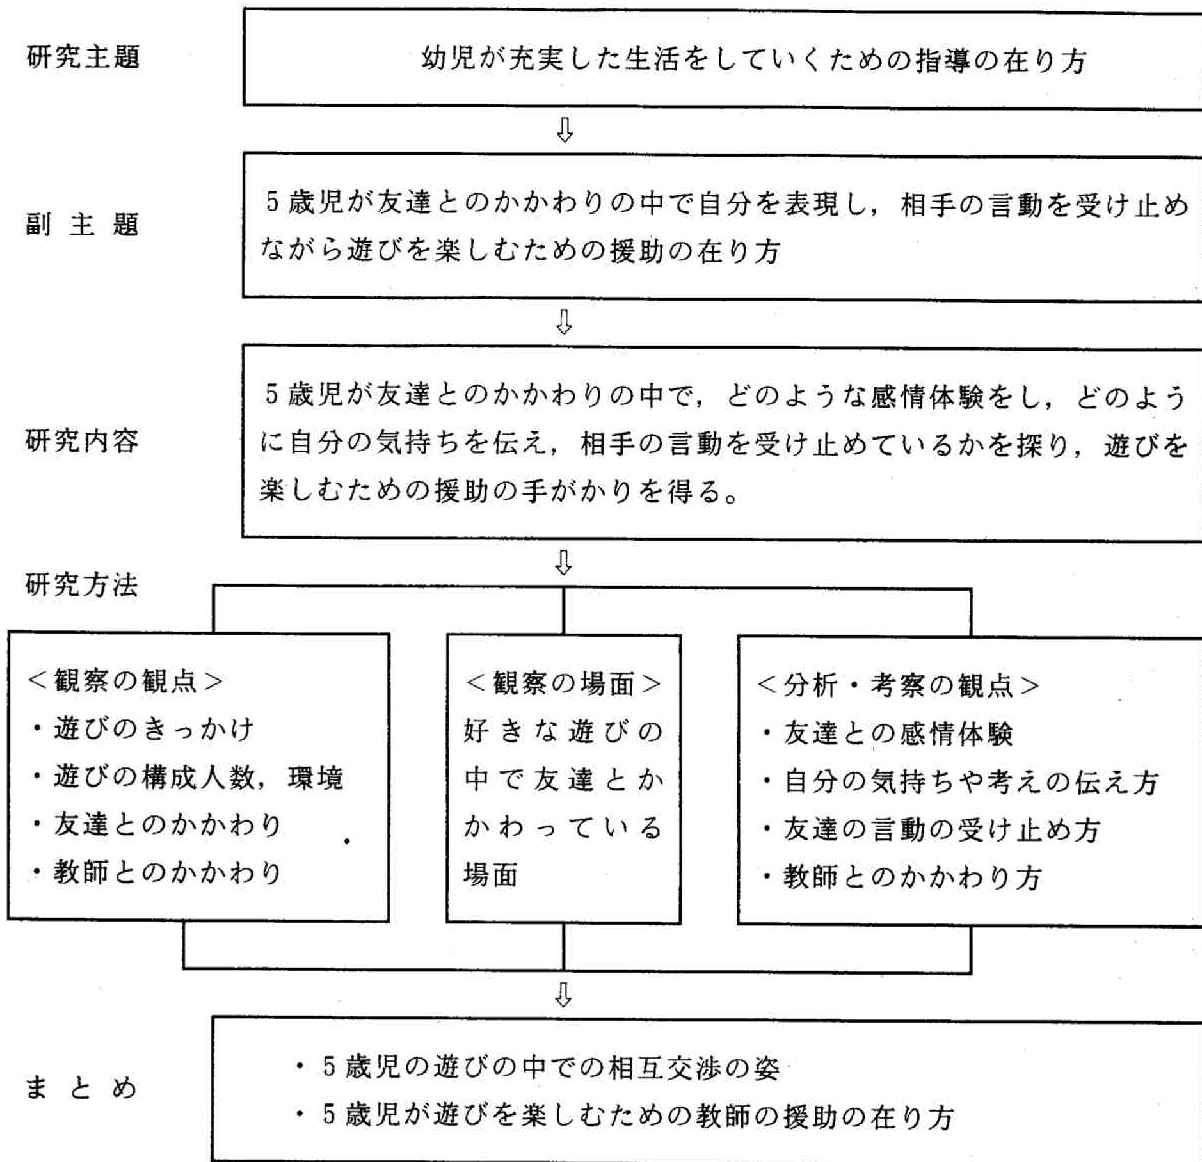 研究主題
幼児が充実した生活をしていくための指導の在り方
⇩
副主題
5歳児が友達とのかかわりの中で自分を表現し，相手の言動を受け止め
ながら遊びを楽しむための援助の在り方
⇩
研究内容
5歳児が友達とのかかわりの中で，どのような感情体験をし，どのよう
に自分の気持ちを伝え，相手の言動を受け止めているかを探り，遊びを
楽しむための援助の手がかりを得る。
⇩
研究方法
＜観察の観点＞
・遊びのきっかけ
・遊びの構成人数，環境
・友達とのかかわり
・教師とのかかわり
＜観察の場面＞
好きな遊びの
中で友達とか
かわっている
場面
＜分析・考察の観点＞
・友達との感情体験
・自分の気持ちや考えの伝え方
・友達の言動の受け止め方
・教師とのかかわり方
⇩
まとめ
・5歳児の遊びの中での相互交渉の姿
・5歳児が遊びを楽しむための教師の援助の在り方